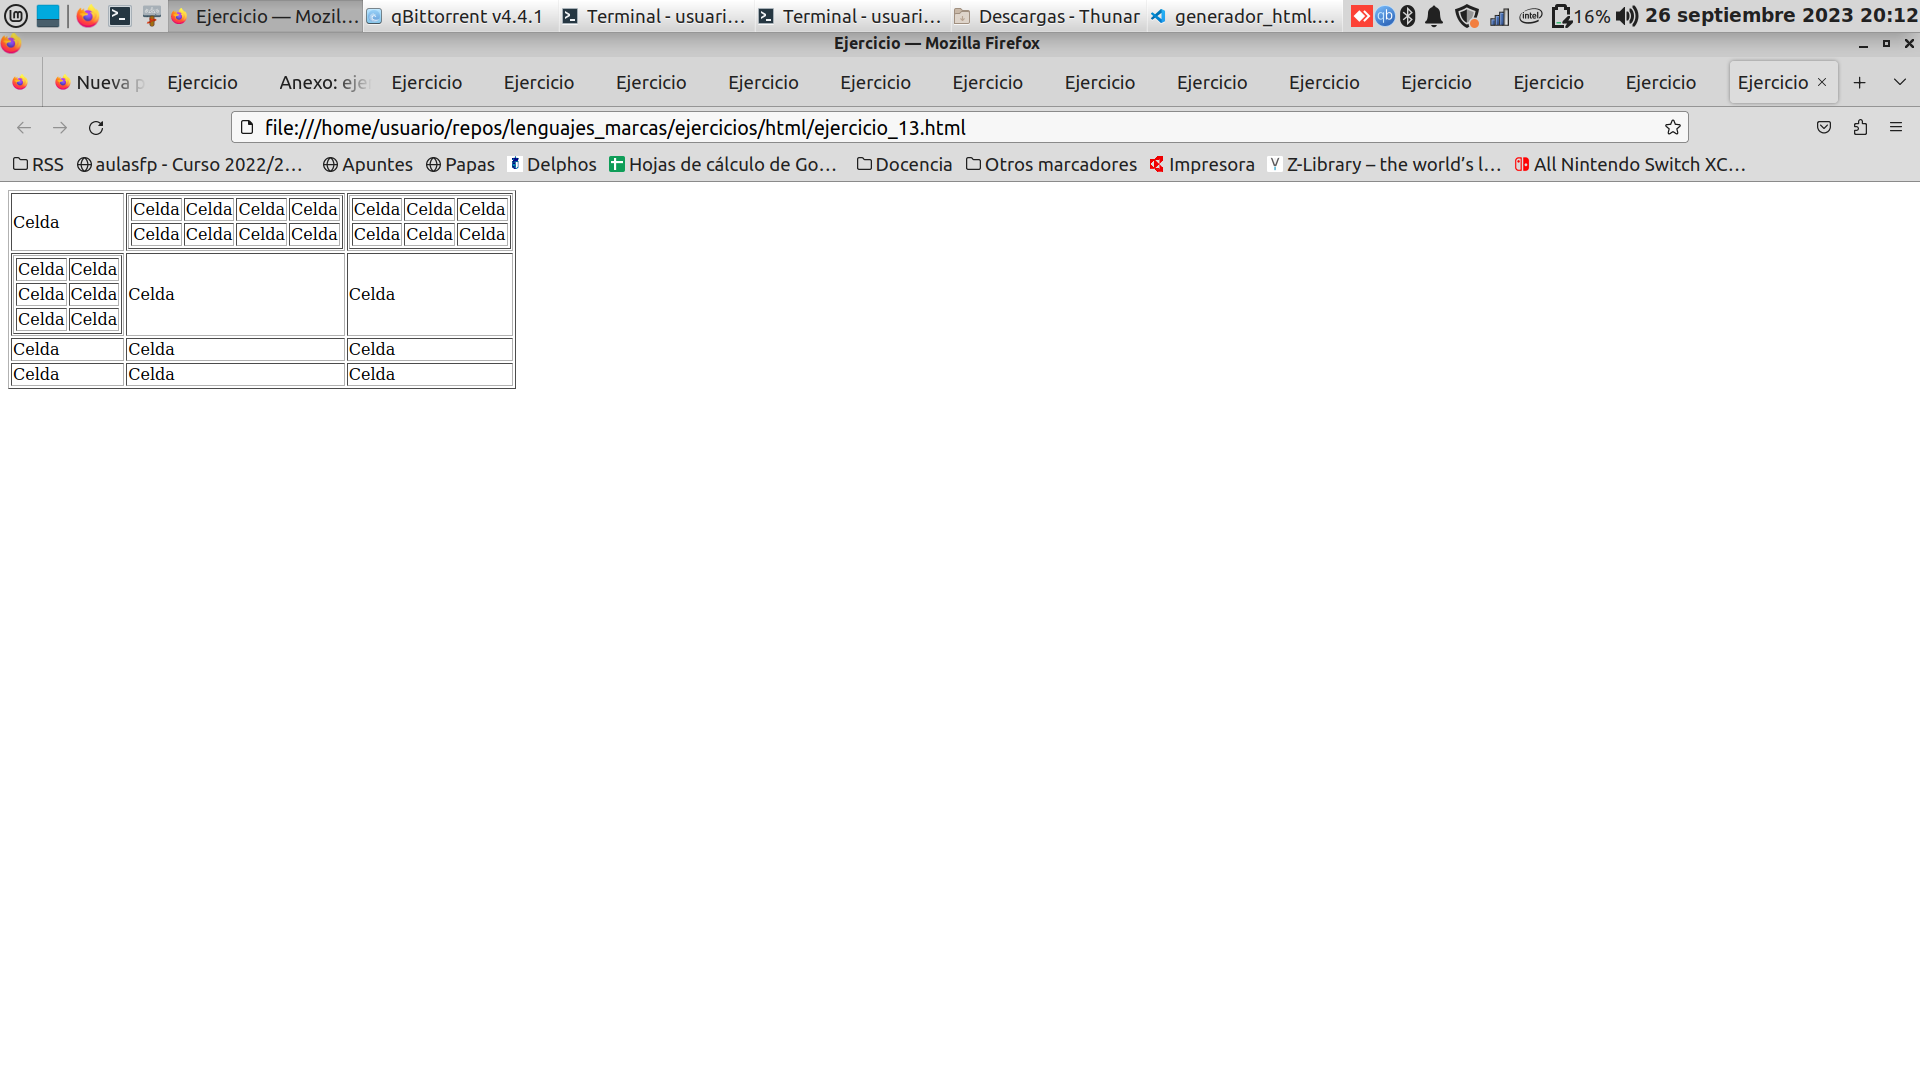 Ejercicio — Mozil... qBittorrent v4.4.1 Terminal - usuari... Terminal - usuari... Descargas - Thunar generador_html.... 16% 26 septiembre 2023 20:12
Ejercicio — Mozilla Firefox
Nueva p Ejercicio Anexo: eje Ejercicio Ejercicio Ejercicio Ejercicio Ejercicio Ejercicio Ejercicio Ejercicio Ejercicio Ejercicio Ejercicio Ejercicio Ejercicio
file:///home/usuario/repos/lenguajes_marcas/ejercicios/html/ejercicio_13.html
RSS aulasfp - Curso 2022/2... Apuntes Papas Delphos Hojas de cálculo de Go... Docencia Otros marcadores Impresora Z-Library – the world's l... All Nintendo Switch XC...
Celda Celda Celda Celda Celda Celda Celda Celda
Celda Celda Celda Celda Celda Celda Celda
Celda Celda
Celda Celda Celda Celda
Celda Celda
Celda Celda Celda
Celda Celda Celda